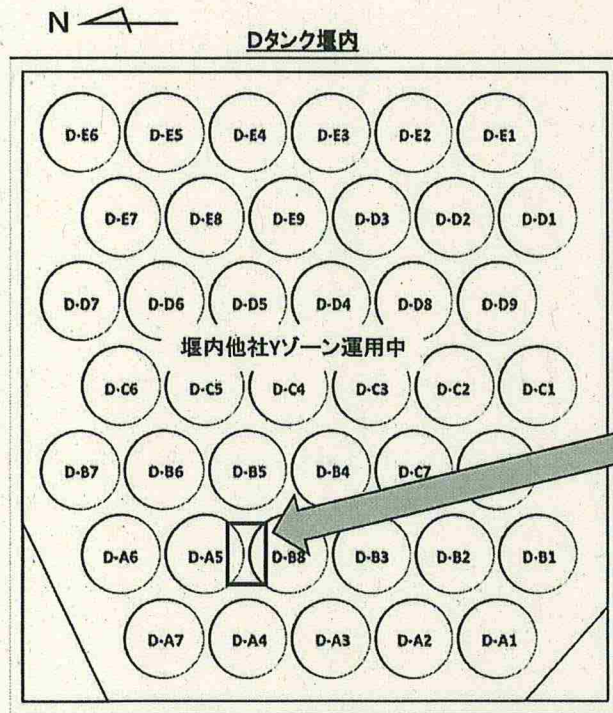 N
Dタンク堰内
D-E6 D-E5 D-E4 D-E3 D-E2 D-E1
D-E7 D-E8 D-E9 D-D3 D-D2 D-D1
D-D7 D-D6 D-D5 D-D4 D-D8 D-D9
堰内他社Yゾーン運用中
D-C6 D-C5 D-C4 D-C3 D-C2 D-C1
D-B7 D-B6 D-B5 D-B4 D-C7
D-A6 D-A5 D-B8 D-B3 D-B2 D-B1
D-A7 D-A4 D-A3 D-A2 D-A1